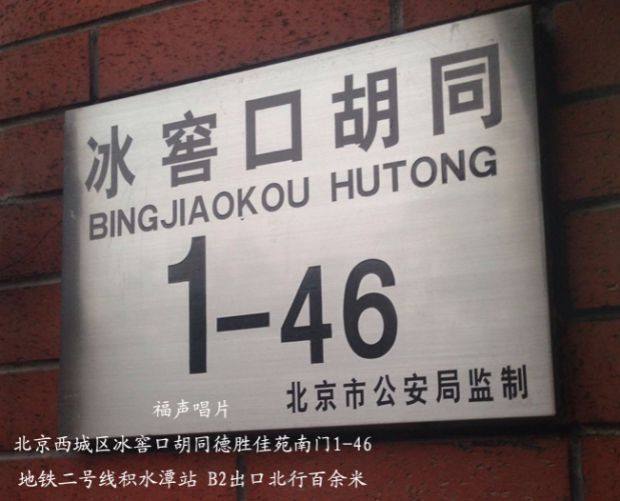 冰窖口胡同
BINGJIAOKOU HUTONG
1-46
北京市公安局监制
福声唱片
北京西城区冰窖口胡同德胜佳苑南门1-46
地铁二号线积水潭站 B2出口北行百余米